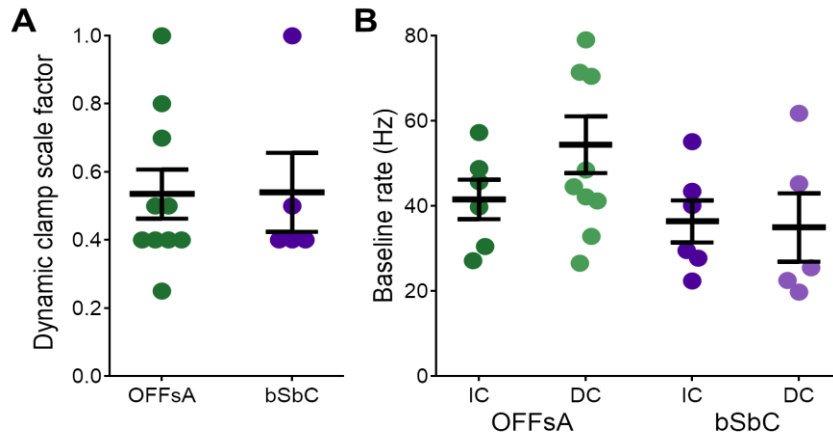 A
Dynamic clamp scale factor
1.0
0.8
0.6
0.4
0.2
0.0
OFFsA bSbC
B
Baseline rate (Hz)
80
60
40
20
0
IC DC IC DC
OFFsA bSbC